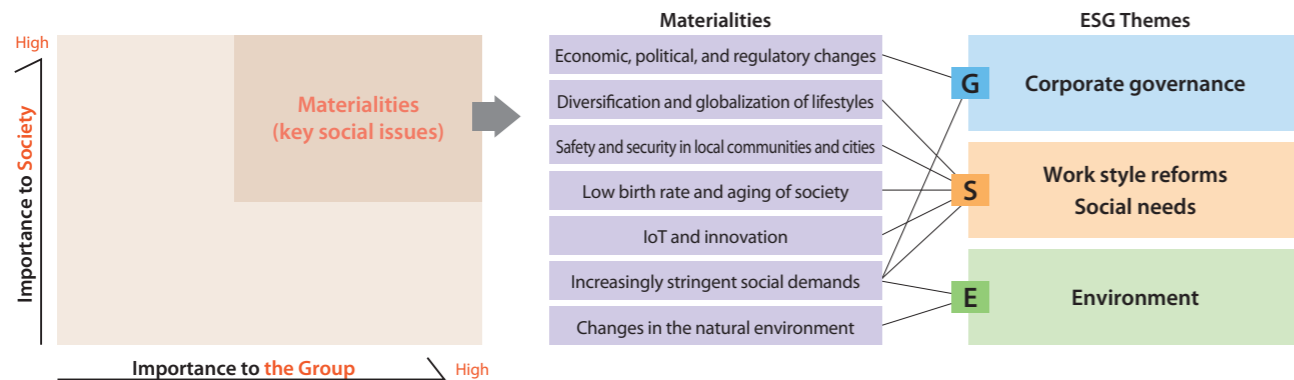 High
Importance to Society
Materialities
(key social issues)
Importance to the Group
High
Materialities
Economic, political, and regulatory changes
Diversification and globalization of lifestyles
Safety and security in local communities and cities
Low birth rate and aging of society
IoT and innovation
Increasingly stringent social demands
Changes in the natural environment
ESG Themes
G
Corporate governance
S
Work style reforms
Social needs
E
Environment